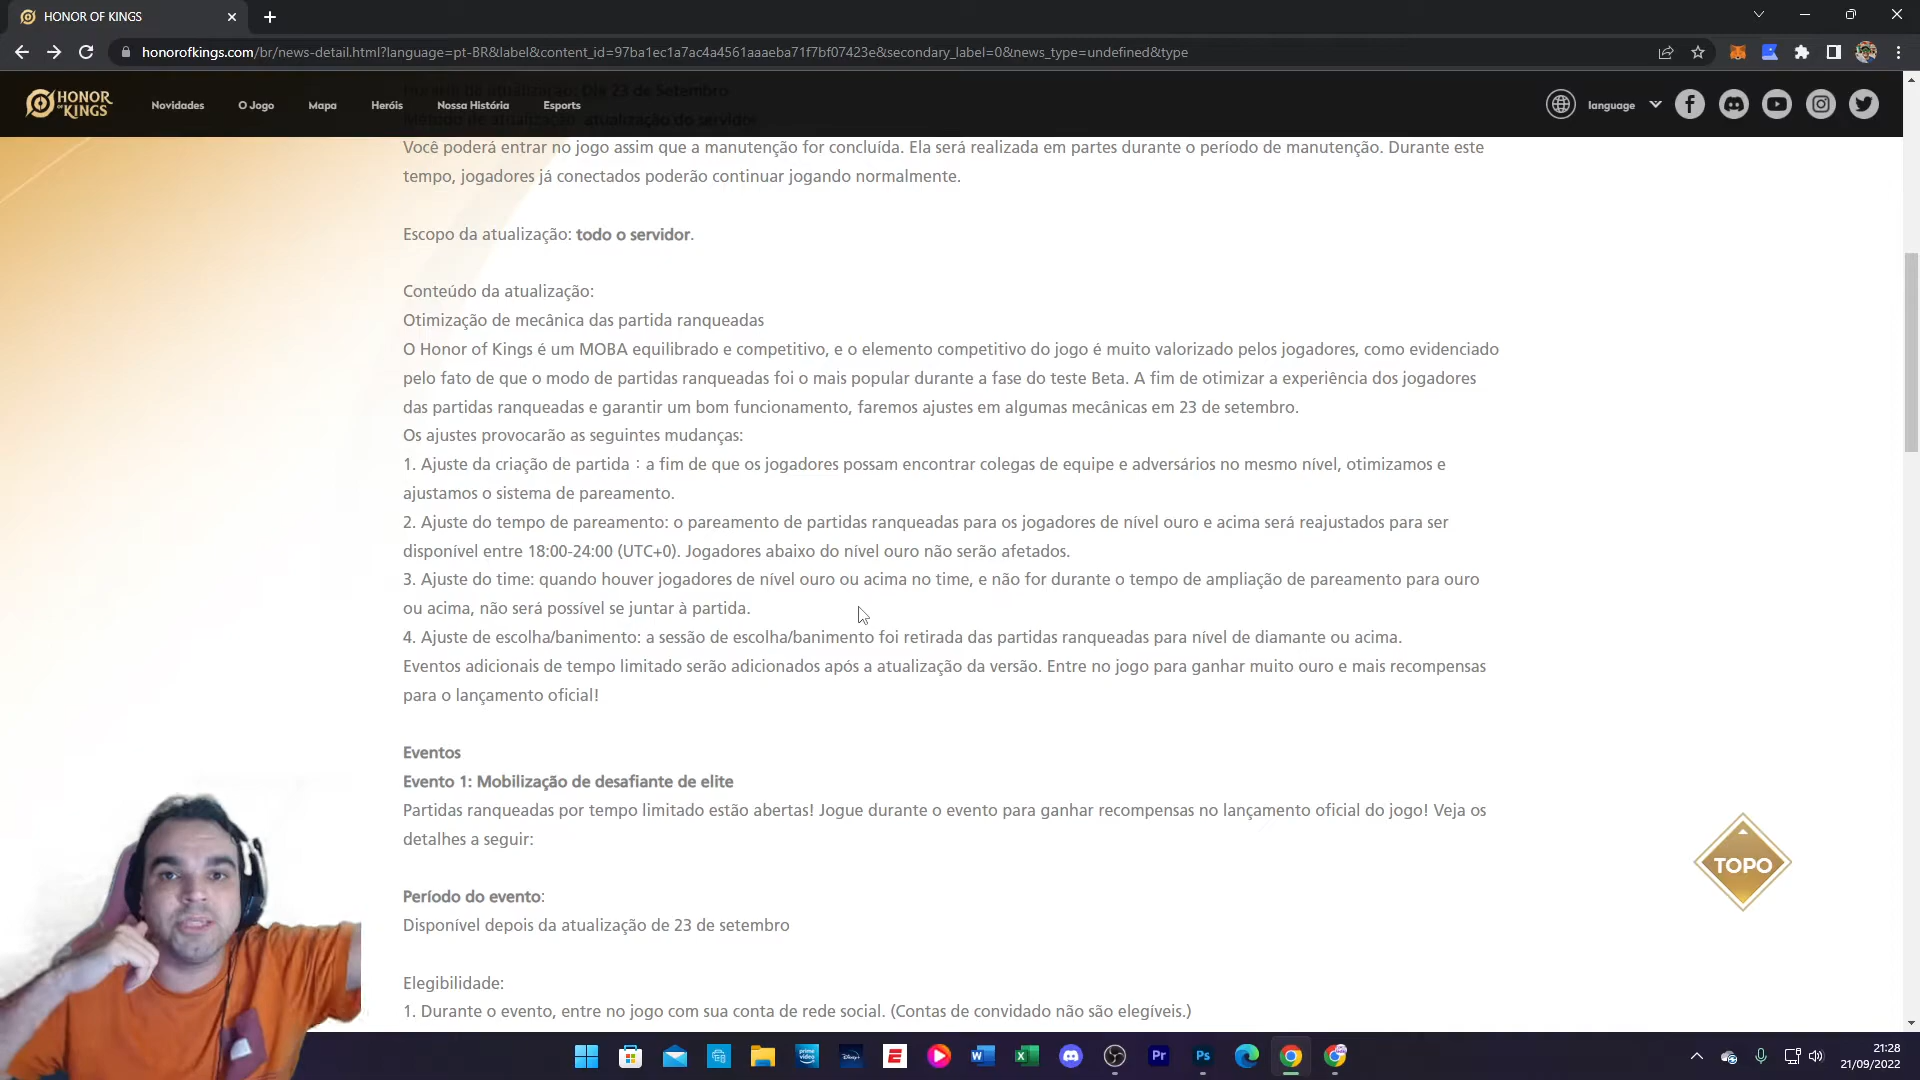 HONOR OF KINGS
honorofkings.com/br/news-detail.html?language=pt-BR&label&content_id=97ba1ec1a7ac4a4561aaaeba71f7bf07423e&secondary_label=0&news_type=undefined&type
HONOR OF KINGS
Novidades O Jogo Mapa Heróis Nossa História Esports language
Dia 23 de Setembro
Método de atualização: atualização do servidor
Você poderá entrar no jogo assim que a manutenção for concluída. Ela será realizada em partes durante o período de manutenção. Durante este
tempo, jogadores já conectados poderão continuar jogando normalmente.
Escopo da atualização: todo o servidor.
Conteúdo da atualização:
Otimização de mecânica das partida ranqueadas
O Honor of Kings é um MOBA equilibrado e competitivo, e o elemento competitivo do jogo é muito valorizado pelos jogadores, como evidenciado
pelo fato de que o modo de partidas ranqueadas foi o mais popular durante a fase do teste Beta. A fim de otimizar a experiência dos jogadores
das partidas ranqueadas e garantir um bom funcionamento, faremos ajustes em algumas mecânicas em 23 de setembro.
Os ajustes provocarão as seguintes mudanças:
1. Ajuste da criação de partida：a fim de que os jogadores possam encontrar colegas de equipe e adversários no mesmo nível, otimizamos e
ajustamos o sistema de pareamento.
2. Ajuste do tempo de pareamento: o pareamento de partidas ranqueadas para os jogadores de nível ouro e acima será reajustados para ser
disponível entre 18:00-24:00 (UTC+0). Jogadores abaixo do nível ouro não serão afetados.
3. Ajuste do time: quando houver jogadores de nível ouro ou acima no time, e não for durante o tempo de ampliação de pareamento para ouro
ou acima, não será possível se juntar à partida.
4. Ajuste de escolha/banimento: a sessão de escolha/banimento foi retirada das partidas ranqueadas para nível de diamante ou acima.
Eventos adicionais de tempo limitado serão adicionados após a atualização da versão. Entre no jogo para ganhar muito ouro e mais recompensas
para o lançamento oficial!
Eventos
Evento 1: Mobilização de desafiante de elite
Partidas ranqueadas por tempo limitado estão abertas! Jogue durante o evento para ganhar recompensas no lançamento oficial do jogo! Veja os
detalhes a seguir:
TOPO
Período do evento:
Disponível depois da atualização de 23 de setembro
Elegibilidade:
1. Durante o evento, entre no jogo com sua conta de rede social. (Contas de convidado não são elegíveis.)
21:28
21/09/2022